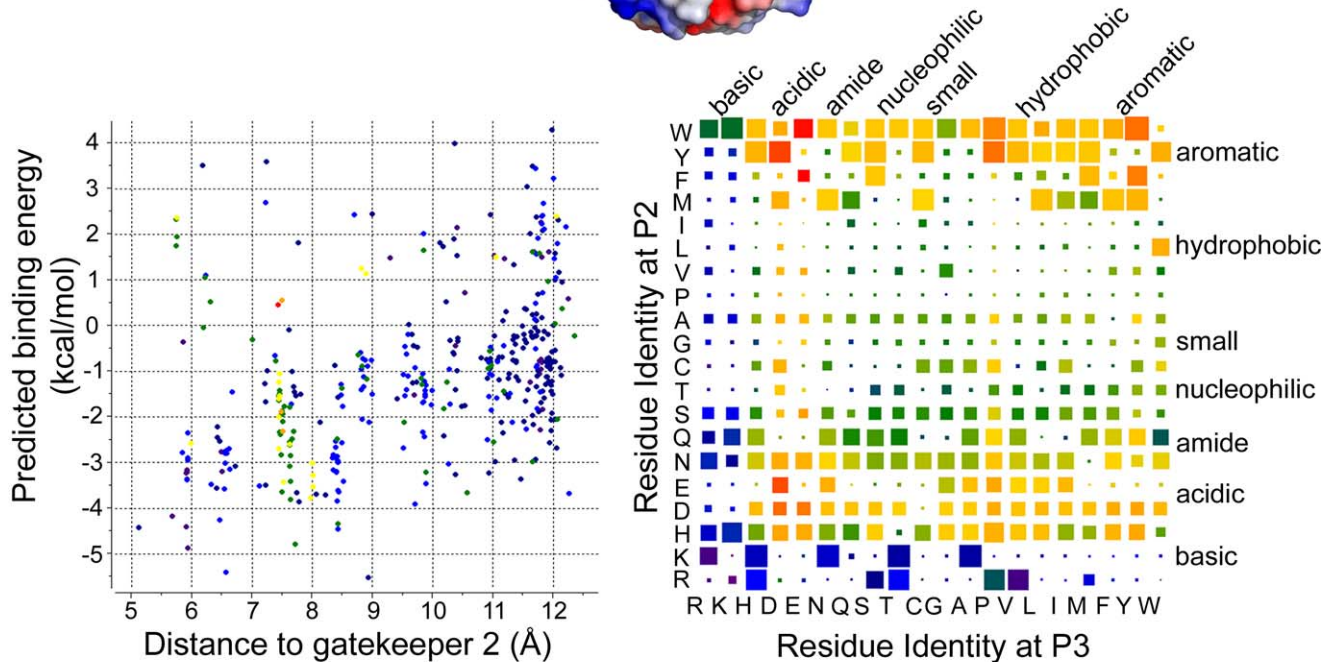 Predicted binding energy
(kcal/mol)
4
3
2
1
0
-1
-2
-3
-4
-5
5 6 7 8 9 10 11 12
Distance to gatekeeper 2 (Å)
basic
acidic
amide
nucleophilic
small
hydrophobic
aromatic
Residue Identity at P2
W
Y
F
M
I
L
V
P
A
G
C
T
S
Q
N
E
D
H
K
R
aromatic
hydrophobic
small
nucleophilic
amide
acidic
basic
R K H D E N Q S T C G A P V L I M F Y W
Residue Identity at P3